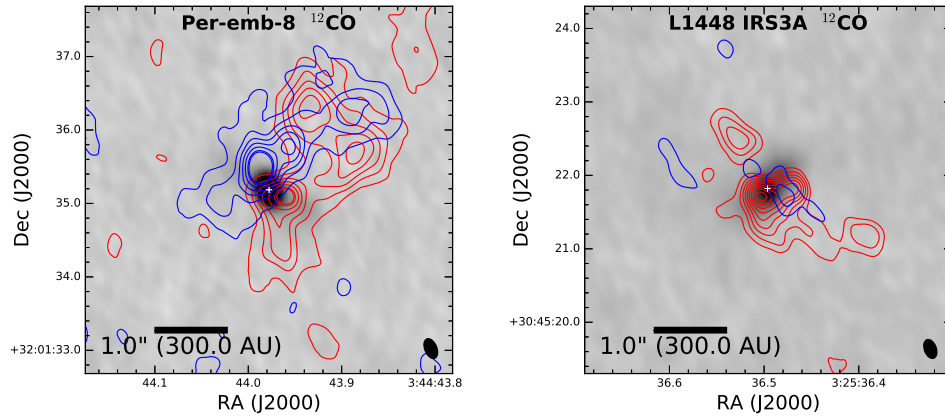 Per-emb-8 ¹²CO
37.0
36.0
35.0
34.0
+32:01:33.0
Dec (J2000)
1.0" (300.0 AU)
44.1
44.0
43.9
3:44:43.8
RA (J2000)
L1448 IRS3A ¹²CO
24.0
23.0
22.0
21.0
+30:45:20.0
Dec (J2000)
1.0" (300.0 AU)
36.6
36.5
3:25:36.4
RA (J2000)